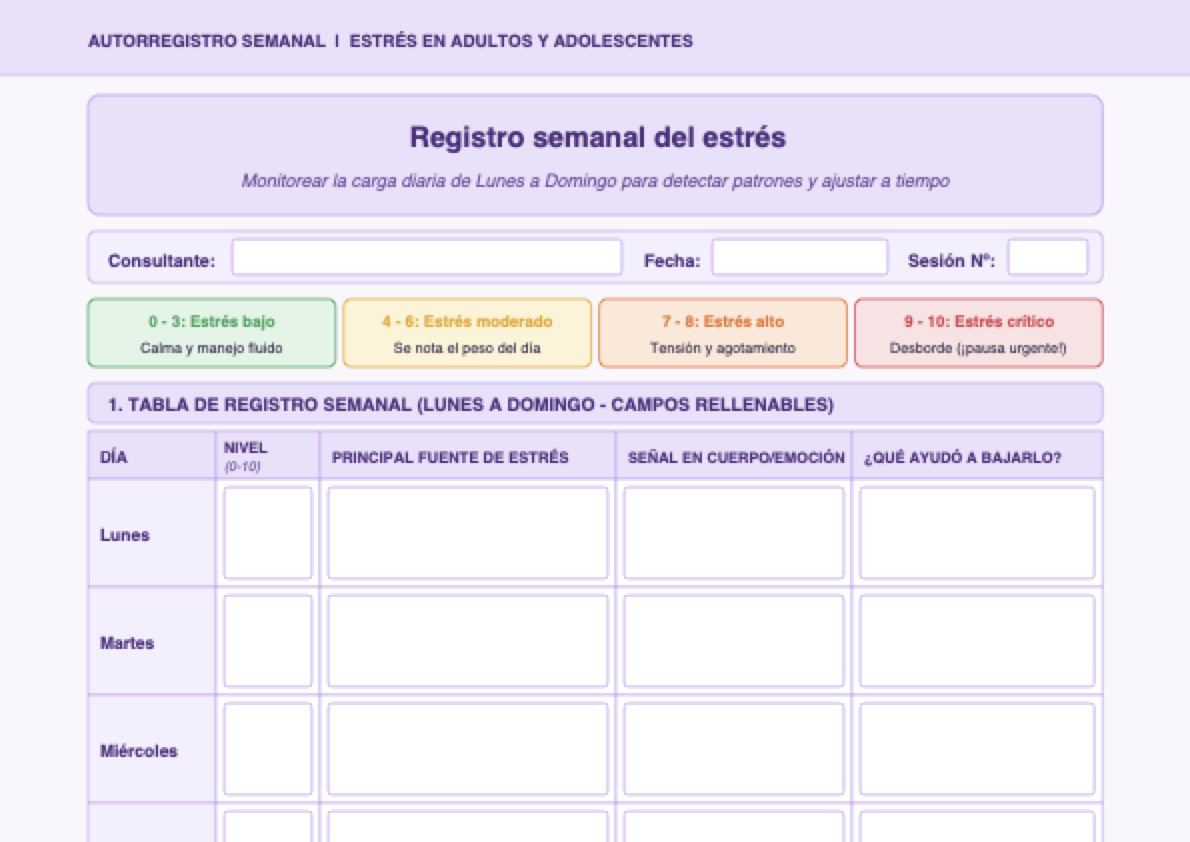 AUTORREGISTRO SEMANAL | ESTRÉS EN ADULTOS Y ADOLESCENTES
Registro semanal del estrés
Monitorear la carga diaria de Lunes a Domingo para detectar patrones y ajustar a tiempo
Consultante: Fecha: Sesión Nº:
0 - 3: Estrés bajo
Calma y manejo fluido
4 - 6: Estrés moderado
Se nota el peso del día
7 - 8: Estrés alto
Tensión y agotamiento
9 - 10: Estrés crítico
Desborde (¡pausa urgente!)
1. TABLA DE REGISTRO SEMANAL (LUNES A DOMINGO - CAMPOS RELLENABLES)
DÍA
NIVEL
(0-10)
PRINCIPAL FUENTE DE ESTRÉS
SEÑAL EN CUERPO/EMOCIÓN
¿QUÉ AYUDÓ A BAJARLO?
Lunes
Martes
Miércoles